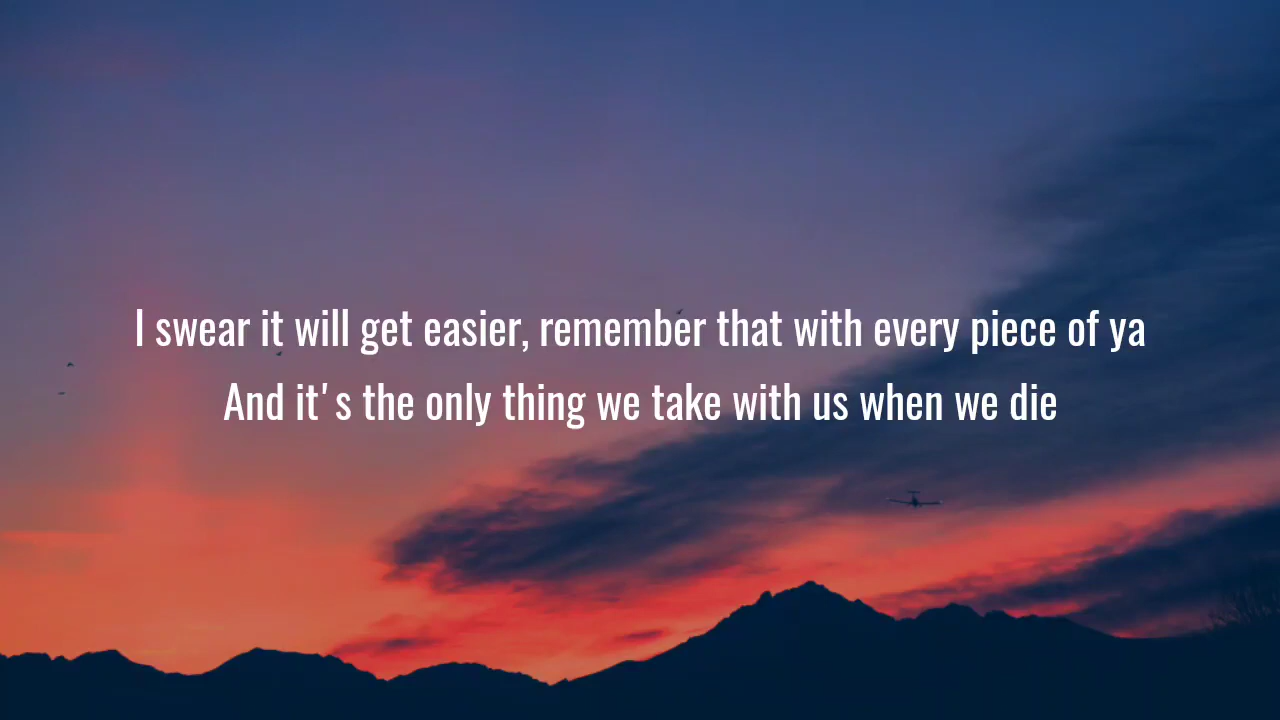 I swear it will get easier, remember that with every piece of ya
And it's the only thing we take with us when we die